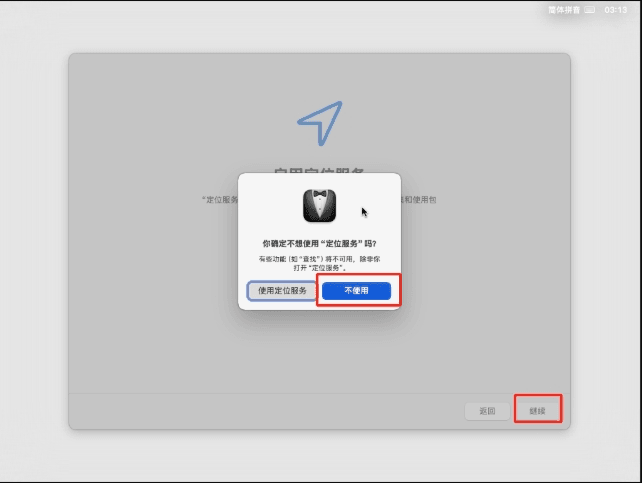 简体拼音 03:13
启用定位服务
"定位服务
和使用包
你确定不想使用"定位服务"吗?
有些功能(如"查找")将不可用,除非你
打开"定位服务"。
使用定位服务 不使用
返回 继续